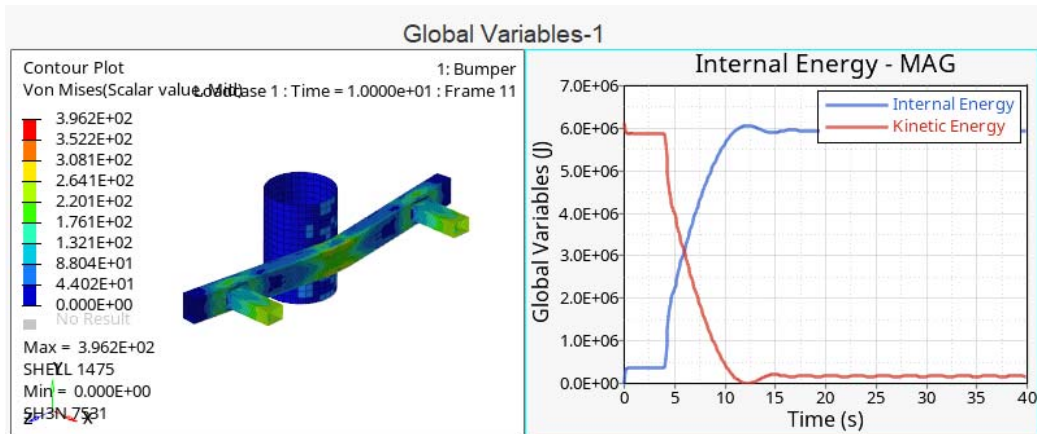 Global Variables-1
Contour Plot
1: Bumper
Von Mises(Scalar value, Mid)
Loadcase 1 : Time = 1.0000e+01 : Frame 11
3.962E+02
3.522E+02
3.081E+02
2.641E+02
2.201E+02
1.761E+02
1.321E+02
8.804E+01
4.402E+01
0.000E+00
No Result
Max = 3.962E+02
SHELL 1475
Min = 0.000E+00
SH3N 7531
Y
Z
X
Internal Energy - MAG
Internal Energy
Kinetic Energy
Global Variables (J)
7.0E+06
6.0E+06
5.0E+06
4.0E+06
3.0E+06
2.0E+06
1.0E+06
0.0E+00
0 5 10 15 20 25 30 35 40
Time (s)